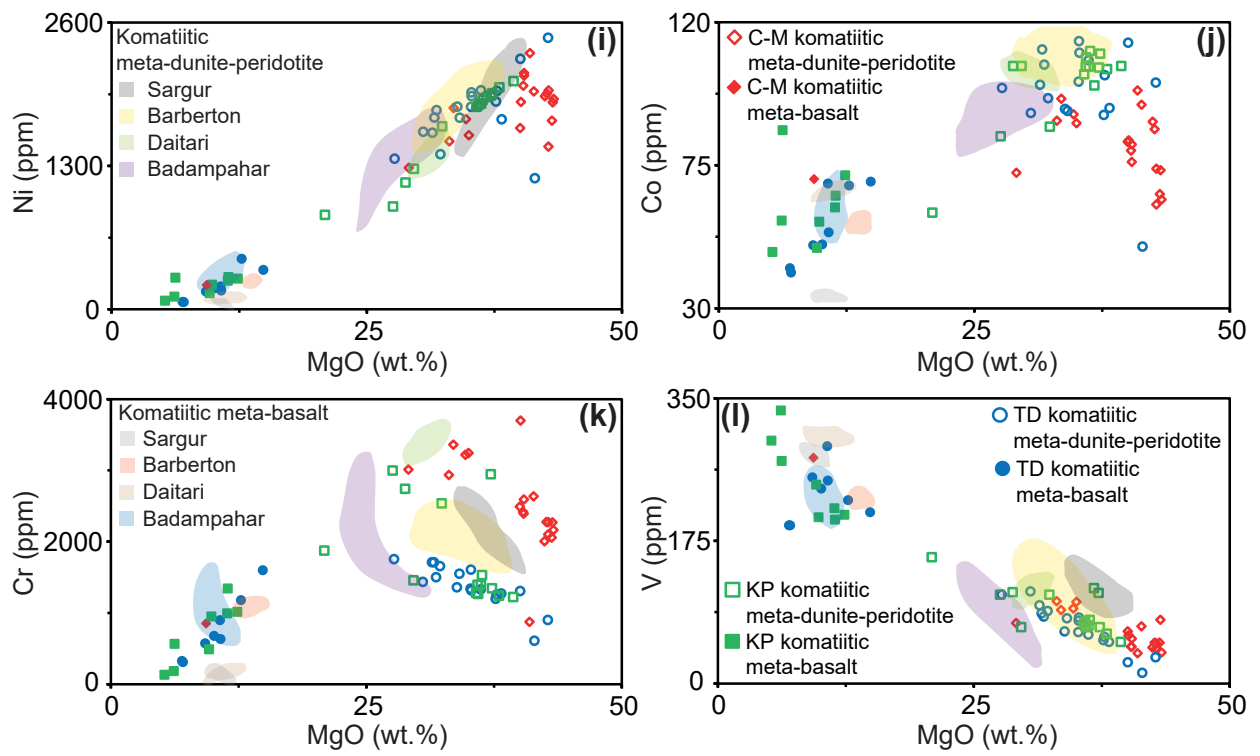 2600
1300
0
Ni (ppm)
Komatiitic
meta-dunite-peridotite
Sargur
Barberton
Daitari
Badampahar
(i)
0
25
50
MgO (wt.%)
120
75
30
Co (ppm)
C-M komatiitic
meta-dunite-peridotite
C-M komatiitic
meta-basalt
(j)
0
25
50
MgO (wt.%)
4000
2000
0
Cr (ppm)
Komatiitic meta-basalt
Sargur
Barberton
Daitari
Badampahar
(k)
0
25
50
MgO (wt.%)
350
175
0
V (ppm)
(l)
TD komatiitic
meta-dunite-peridotite
TD komatiitic
meta-basalt
KP komatiitic
meta-dunite-peridotite
KP komatiitic
meta-basalt
0
25
50
MgO (wt.%)